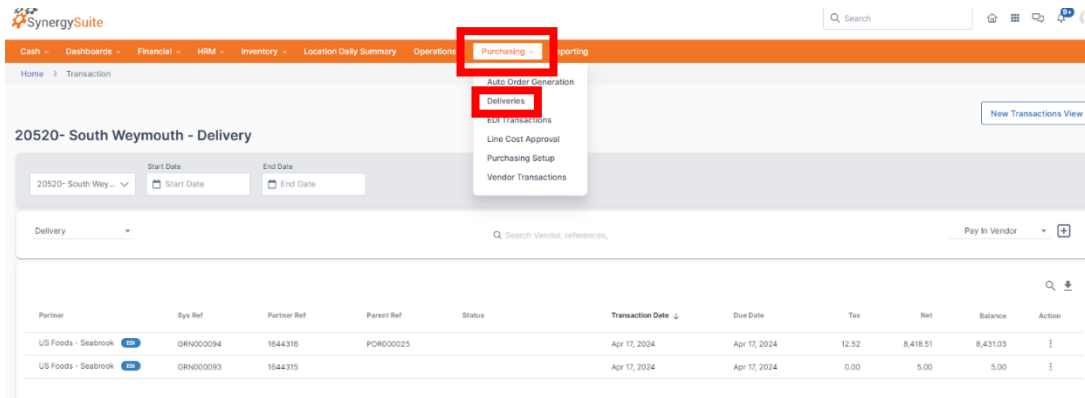 SynergySuite
Search
9+
Cash Dashboards Financial HRM Inventory Location Daily Summary Operations Purchasing Reporting
Home > Transaction
Auto Order Generation
Deliveries
EDI Transactions
Line Cost Approval
Purchasing Setup
Vendor Transactions
New Transactions View
20520- South Weymouth - Delivery
Start Date End Date
20520- South Wey... Start Date End Date
Delivery Search Vendor, references, Pay In Vendor
Partner Sys Ref Partner Ref Parent Ref Status Transaction Date ↓ Due Date Tax Net Balance Action
US Foods - Seabrook EDI GRN000094 1644316 POR000025 Apr 17, 2024 Apr 17, 2024 12.52 8,418.51 8,431.03
US Foods - Seabrook EDI GRN000093 1644315 Apr 17, 2024 Apr 17, 2024 0.00 5.00 5.00